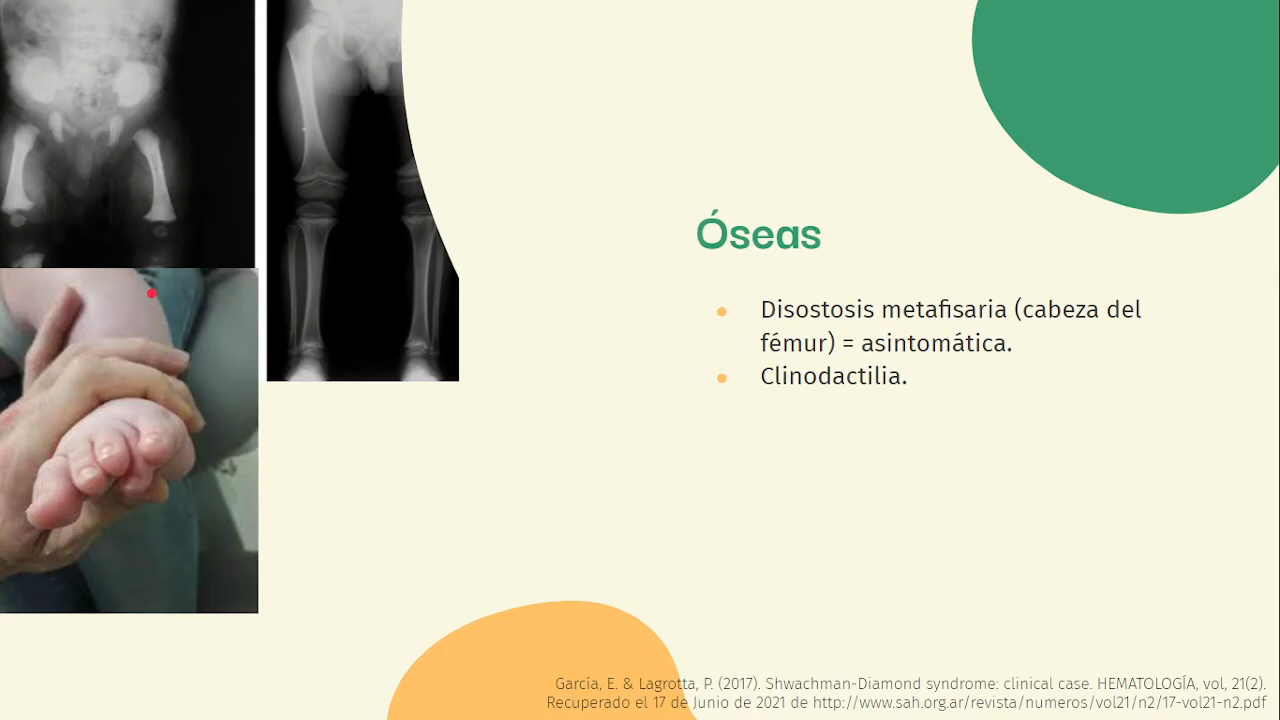 Óseas
Disostosis metafisaria (cabeza del
fémur) = asintomática.
Clinodactilia.
García, E. & Lagrotta, P. (2017). Shwachman-Diamond syndrome: clinical case. HEMATOLOGÍA, vol, 21(2).
Recuperado el 17 de Junio de 2021 de http://www.sah.org.ar/revista/numeros/vol21/n2/17-vol21-n2.pdf